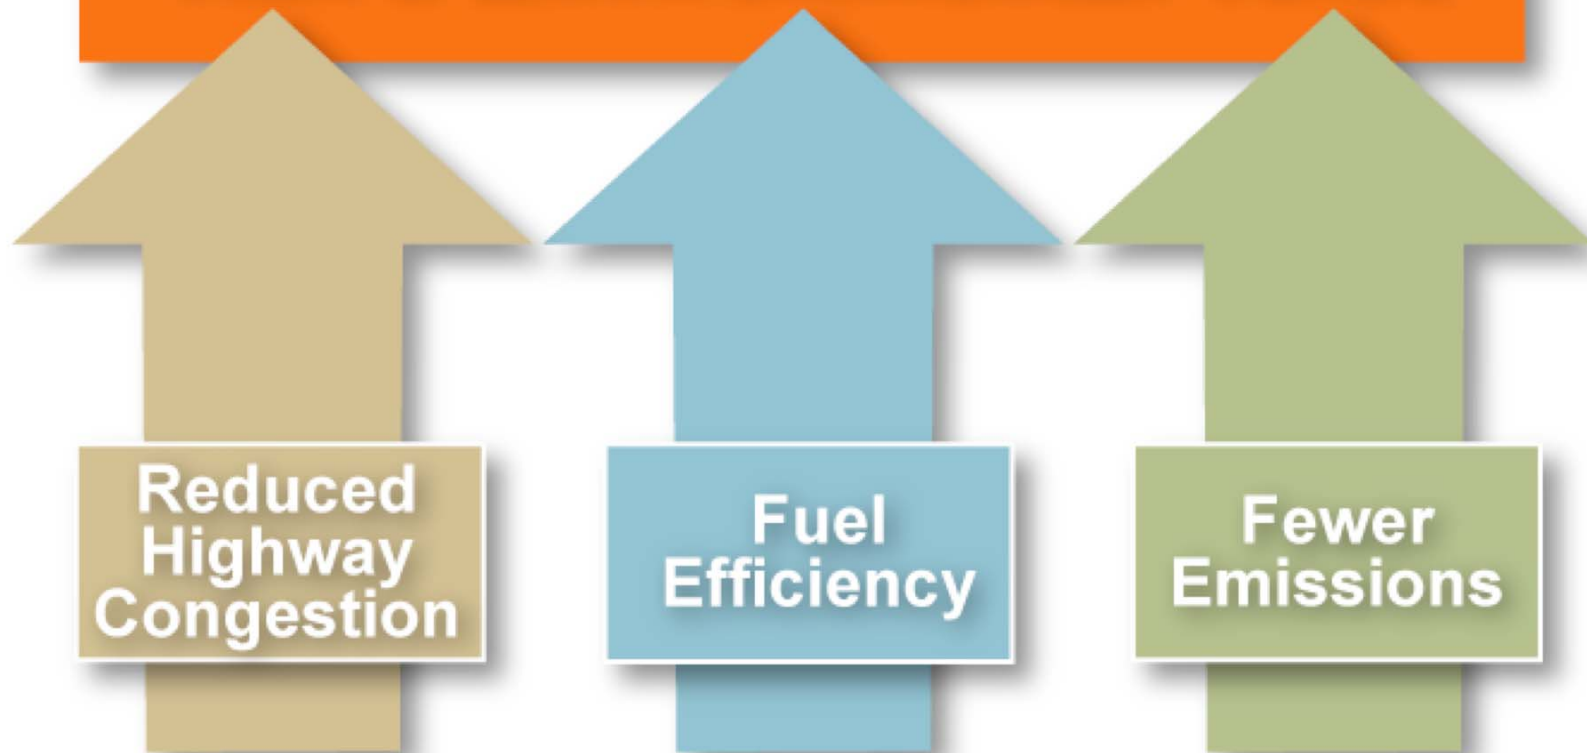 Reduced
Highway
Congestion
Fuel
Efficiency
Fewer
Emissions